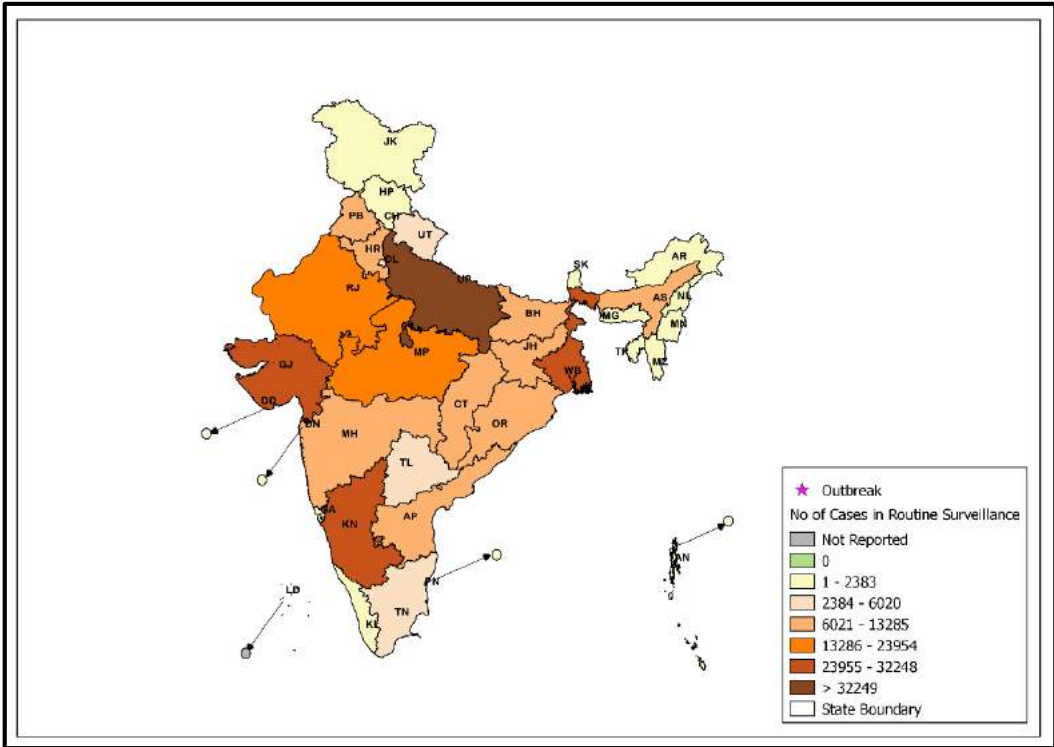 JK
HP
PB
CH
UT
HR
DL
SK
AR
RJ
UP
AS
NL
BH
MG
MN
JH
TR
MZ
MP
GJ
WB
CT
DD
OR
DN
MH
TL
GA
KN
AP
AN
PN
LD
TN
KL
Outbreak
No of Cases in Routine Surveillance
Not Reported
0
1 - 2383
2384 - 6020
6021 - 13285
13286 - 23954
23955 - 32248
> 32249
State Boundary